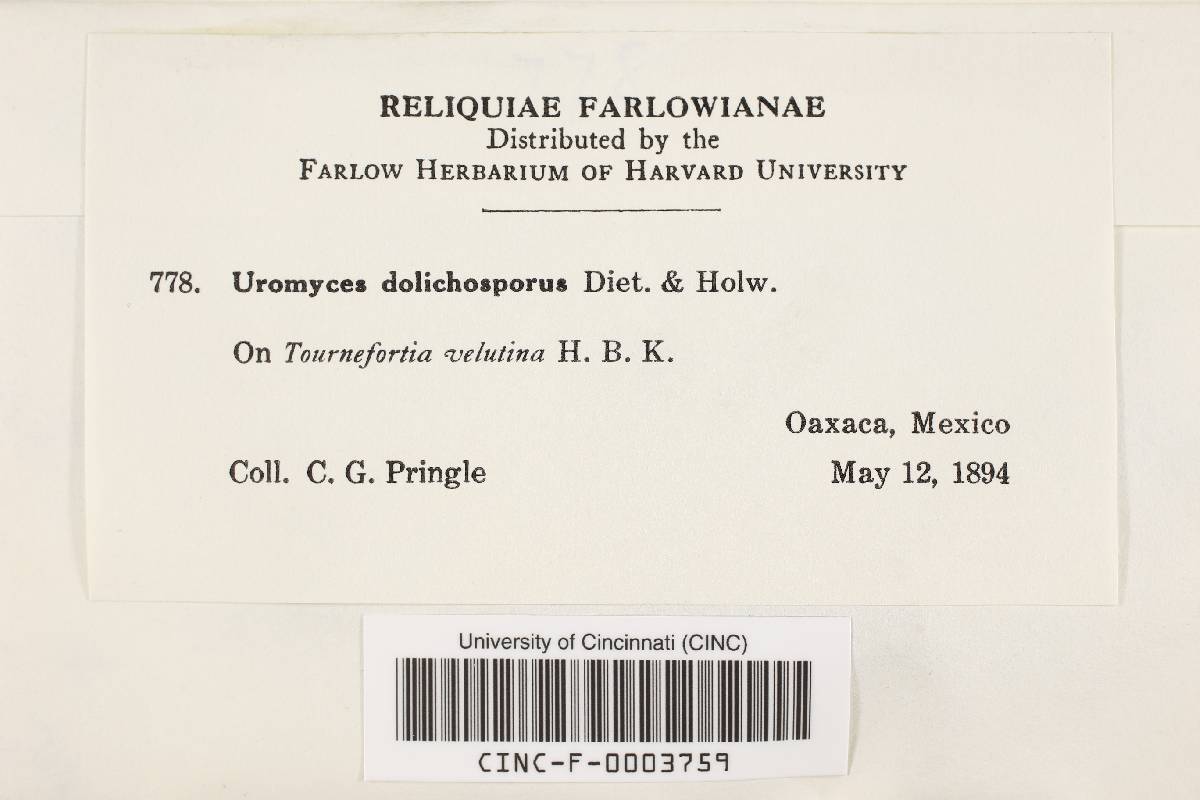 RELIQUIAE FARLOWIANAE
Distributed by the
FARLOW HERBARIUM OF HARVARD UNIVERSITY
778. Uromyces dolichosporus Diet. & Holw.
On Tournefortia velutina H. B. K.
Oaxaca, Mexico
Coll. C. G. Pringle May 12, 1894
University of Cincinnati (CINC)
CINC-F-0003759